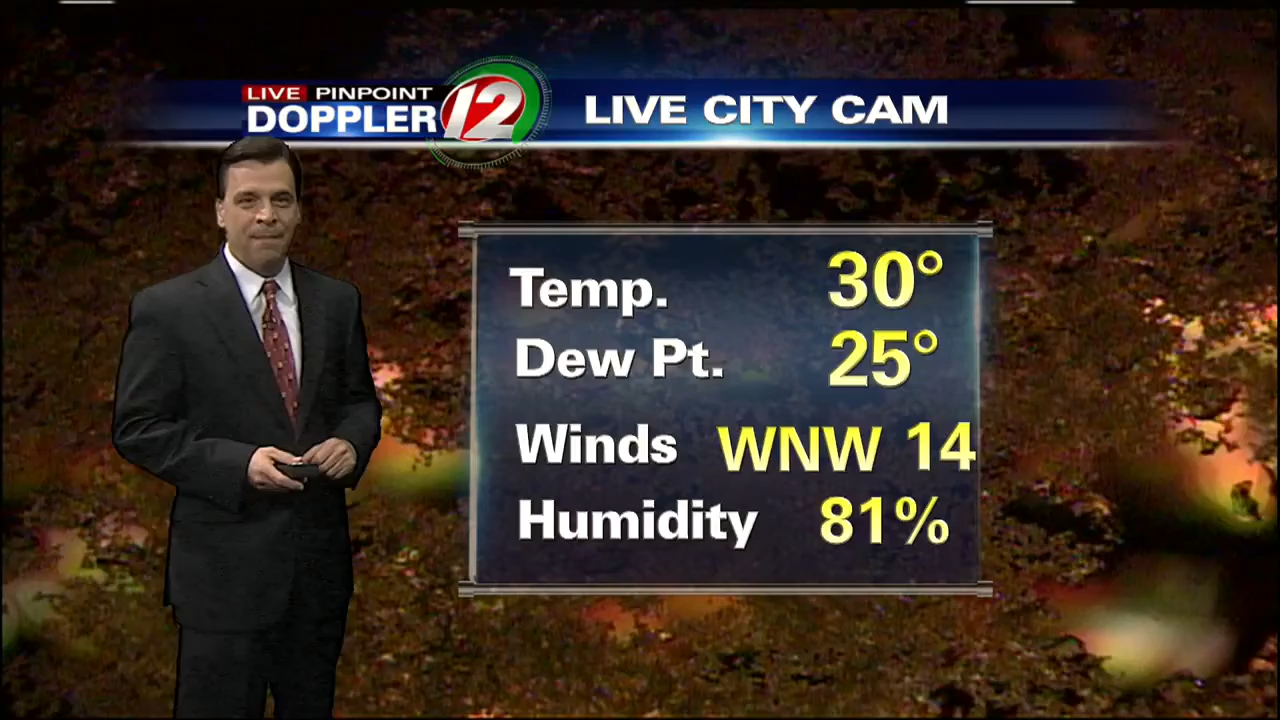 LIVE PINPOINT
DOPPLER 12
LIVE CITY CAM
Temp. 30°
Dew Pt. 25°
Winds WNW 14
Humidity 81%